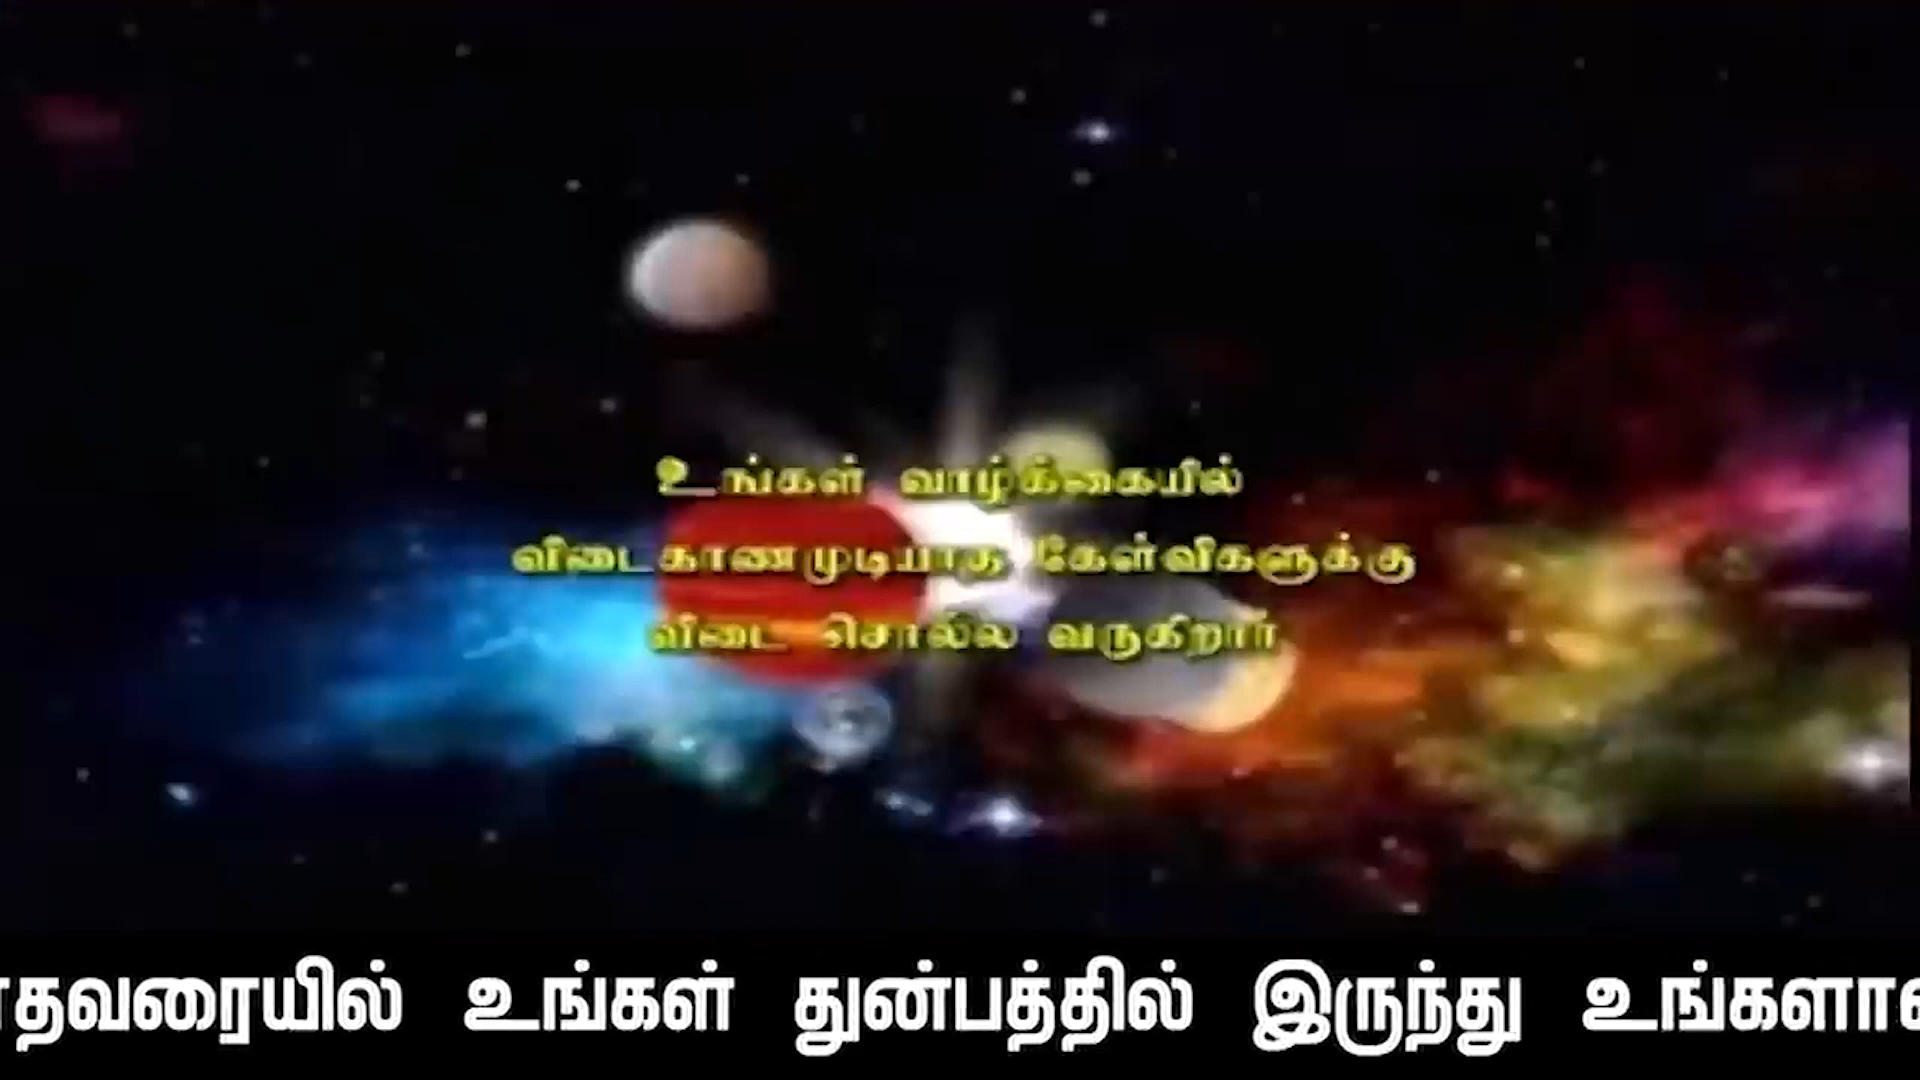 உங்கள் வாழ்க்கையில்
விடைகாணமுடியாத கேள்விகளுக்கு
விடை சொல்ல வருகிறார்
தவரையில் உங்கள் துன்பத்தில் இருந்து உங்களா